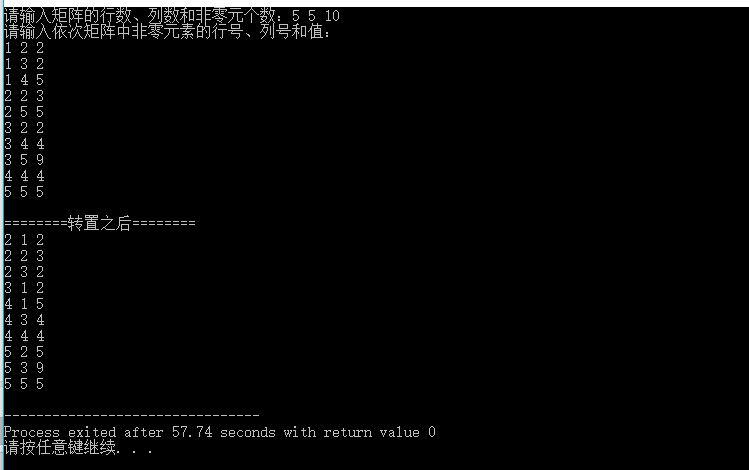 请输入矩阵的行数、列数和非零元个数：5 5 10
请输入依次矩阵中非零元素的行号、列号和值：
1 2 2
1 3 2
1 4 5
2 2 3
2 5 5
3 2 2
3 4 4
3 5 9
4 4 4
5 5 5
========转置之后========
2 1 2
2 2 3
2 3 2
3 1 2
4 1 5
4 3 4
4 4 4
5 2 5
5 3 9
5 5 5
--------------------------------
Process exited after 57.74 seconds with return value 0
请按任意键继续. . .